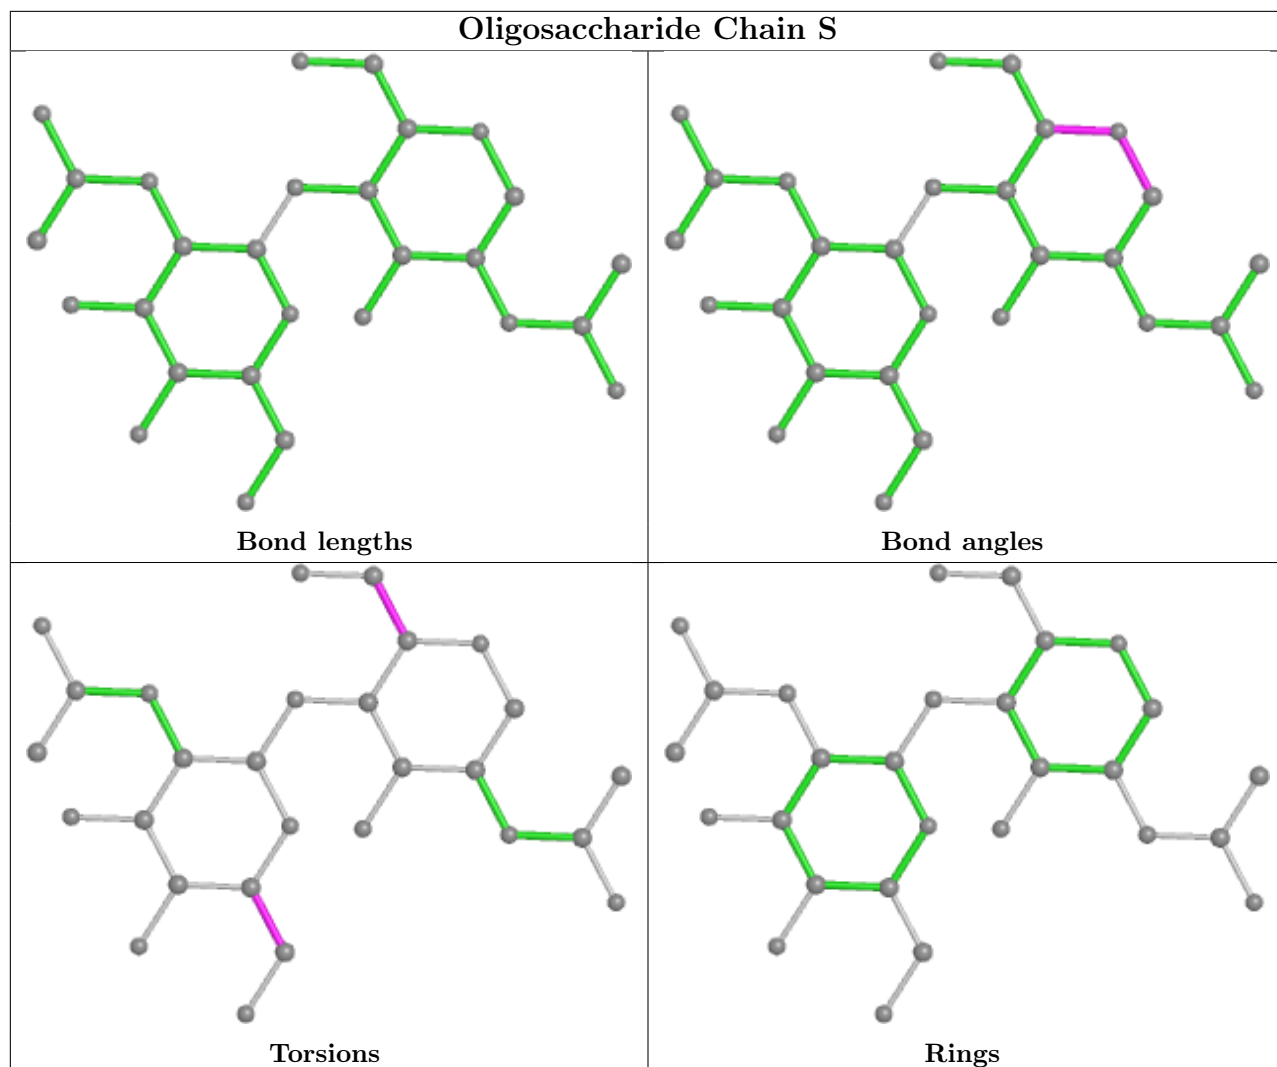 Oligosaccharide Chain S
Bond lengths
Bond angles
Torsions
Rings